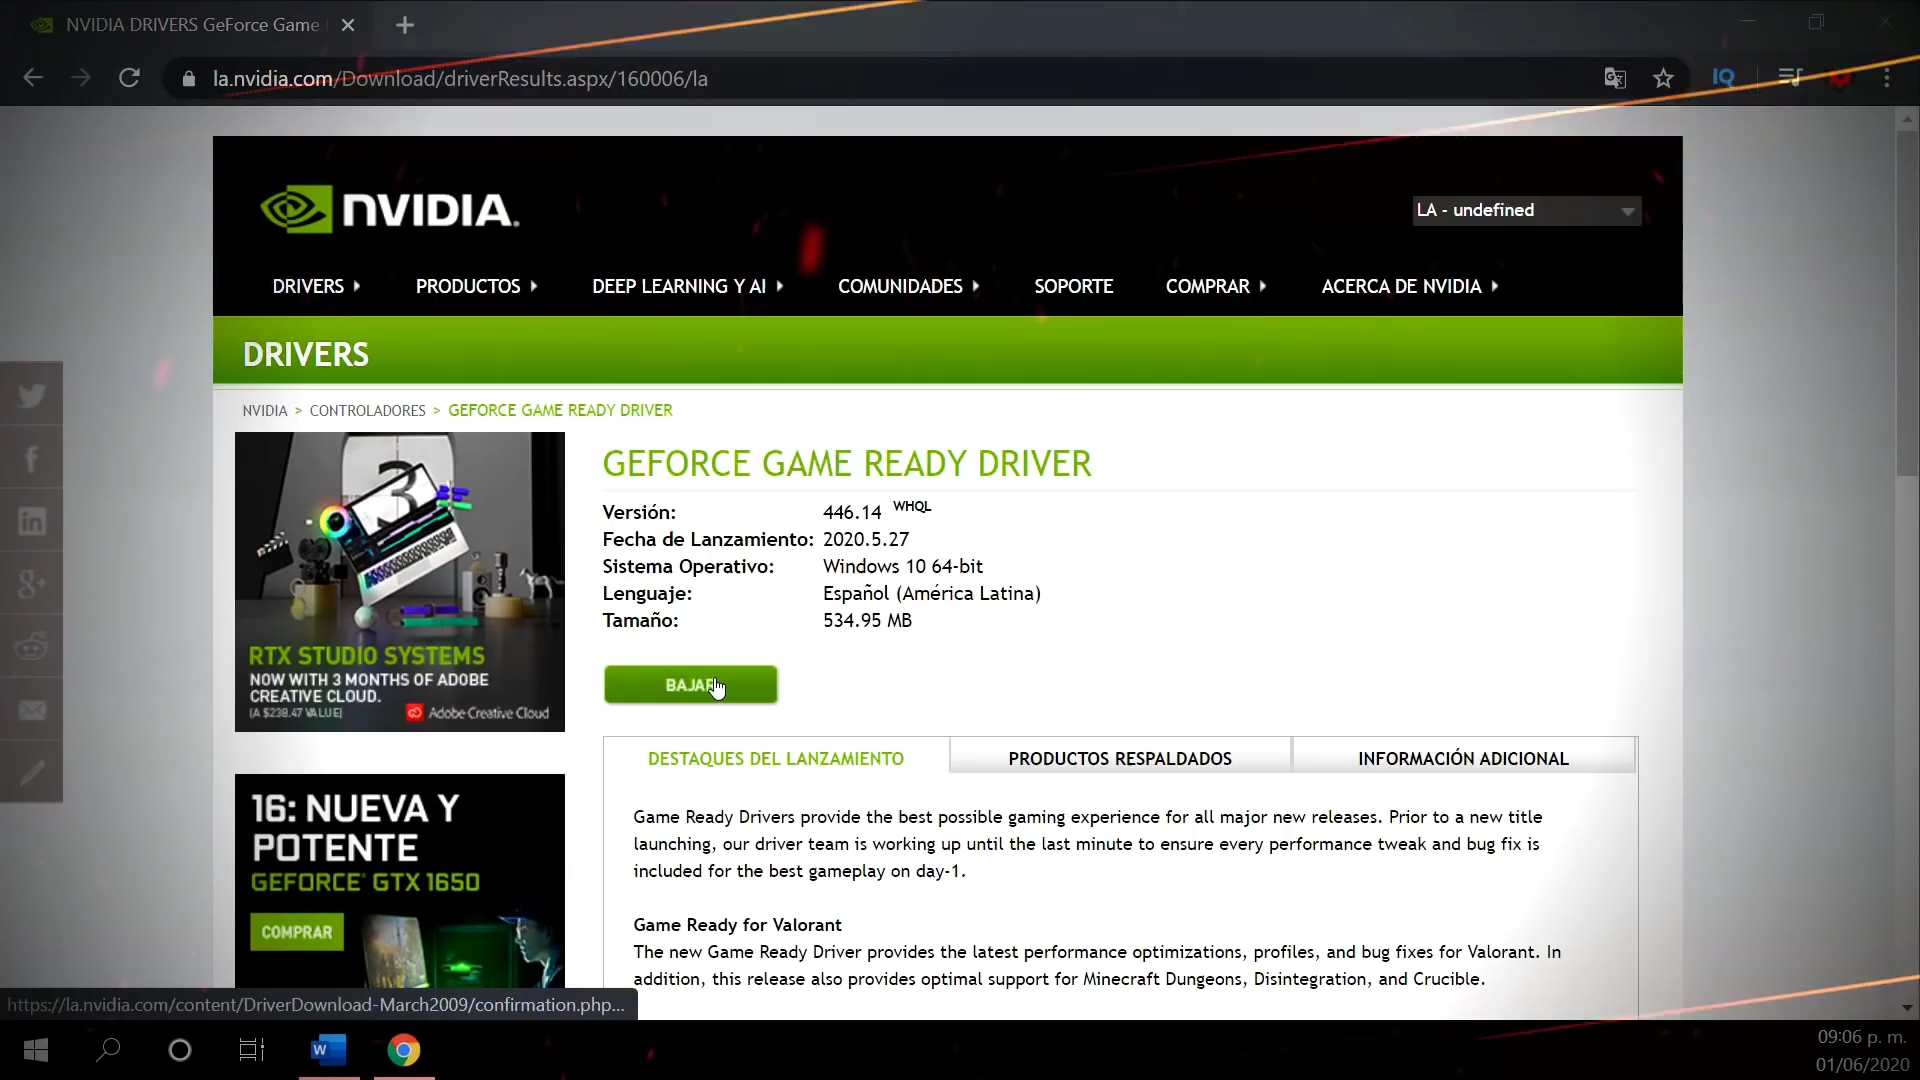 NVIDIA DRIVERS GeForce Game
la.nvidia.com/Download/driverResults.aspx/160006/la
IQ
NVIDIA.
LA - undefined
DRIVERS
PRODUCTOS
DEEP LEARNING Y AI
COMUNIDADES
SOPORTE
COMPRAR
ACERCA DE NVIDIA
DRIVERS
NVIDIA > CONTROLADORES > GEFORCE GAME READY DRIVER
3
RTX STUDIO SYSTEMS
NOW WITH 3 MONTHS OF ADOBE
CREATIVE CLOUD.
(A $238.47 VALUE)
Adobe Creative Cloud
GEFORCE GAME READY DRIVER
Versión: 446.14 WHQL
Fecha de Lanzamiento: 2020.5.27
Sistema Operativo: Windows 10 64-bit
Lenguaje: Español (América Latina)
Tamaño: 534.95 MB
BAJAR
DESTAQUES DEL LANZAMIENTO
PRODUCTOS RESPALDADOS
INFORMACIÓN ADICIONAL
Game Ready Drivers provide the best possible gaming experience for all major new releases. Prior to a new title
launching, our driver team is working up until the last minute to ensure every performance tweak and bug fix is
included for the best gameplay on day-1.
Game Ready for Valorant
The new Game Ready Driver provides the latest performance optimizations, profiles, and bug fixes for Valorant. In
addition, this release also provides optimal support for Minecraft Dungeons, Disintegration, and Crucible.
16: NUEVA Y
POTENTE
GEFORCE® GTX 1650
COMPRAR
https://la.nvidia.com/content/DriverDownload-March2009/confirmation.php...
W
09:06 p. m.
01/06/2020